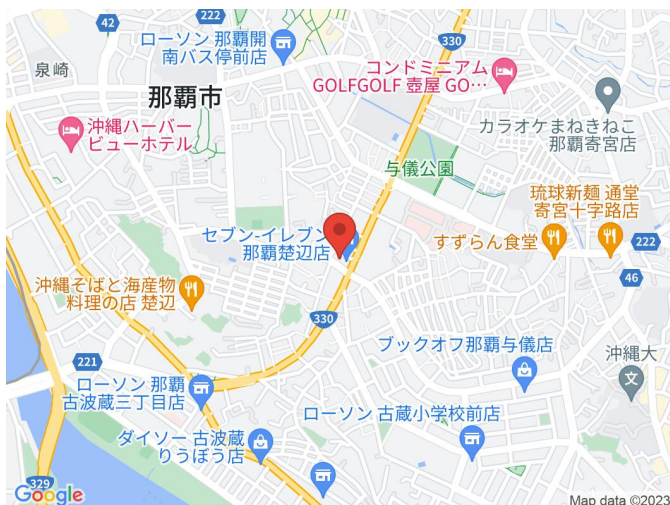 42
222
ローソン 那覇開
南バス停前店
330
泉崎
那覇市
コンドミニアム
GOLFGOLF 壺屋 GO…
カラオケまねきねこ
那覇寄宮店
沖縄ハーバー
ビューホテル
与儀公園
琉球新麺 通堂
寄宮十字路店
セブン-イレブン
那覇楚辺店
すずらん食堂
222
46
沖縄そばと海産物
料理の店 楚辺
330
221
ブックオフ那覇与儀店
沖縄大
文
ローソン 那覇
古波蔵三丁目店
ローソン 古蔵小学校前店
ダイソー 古波蔵
りうぼう店
329
Google
Map data ©2023